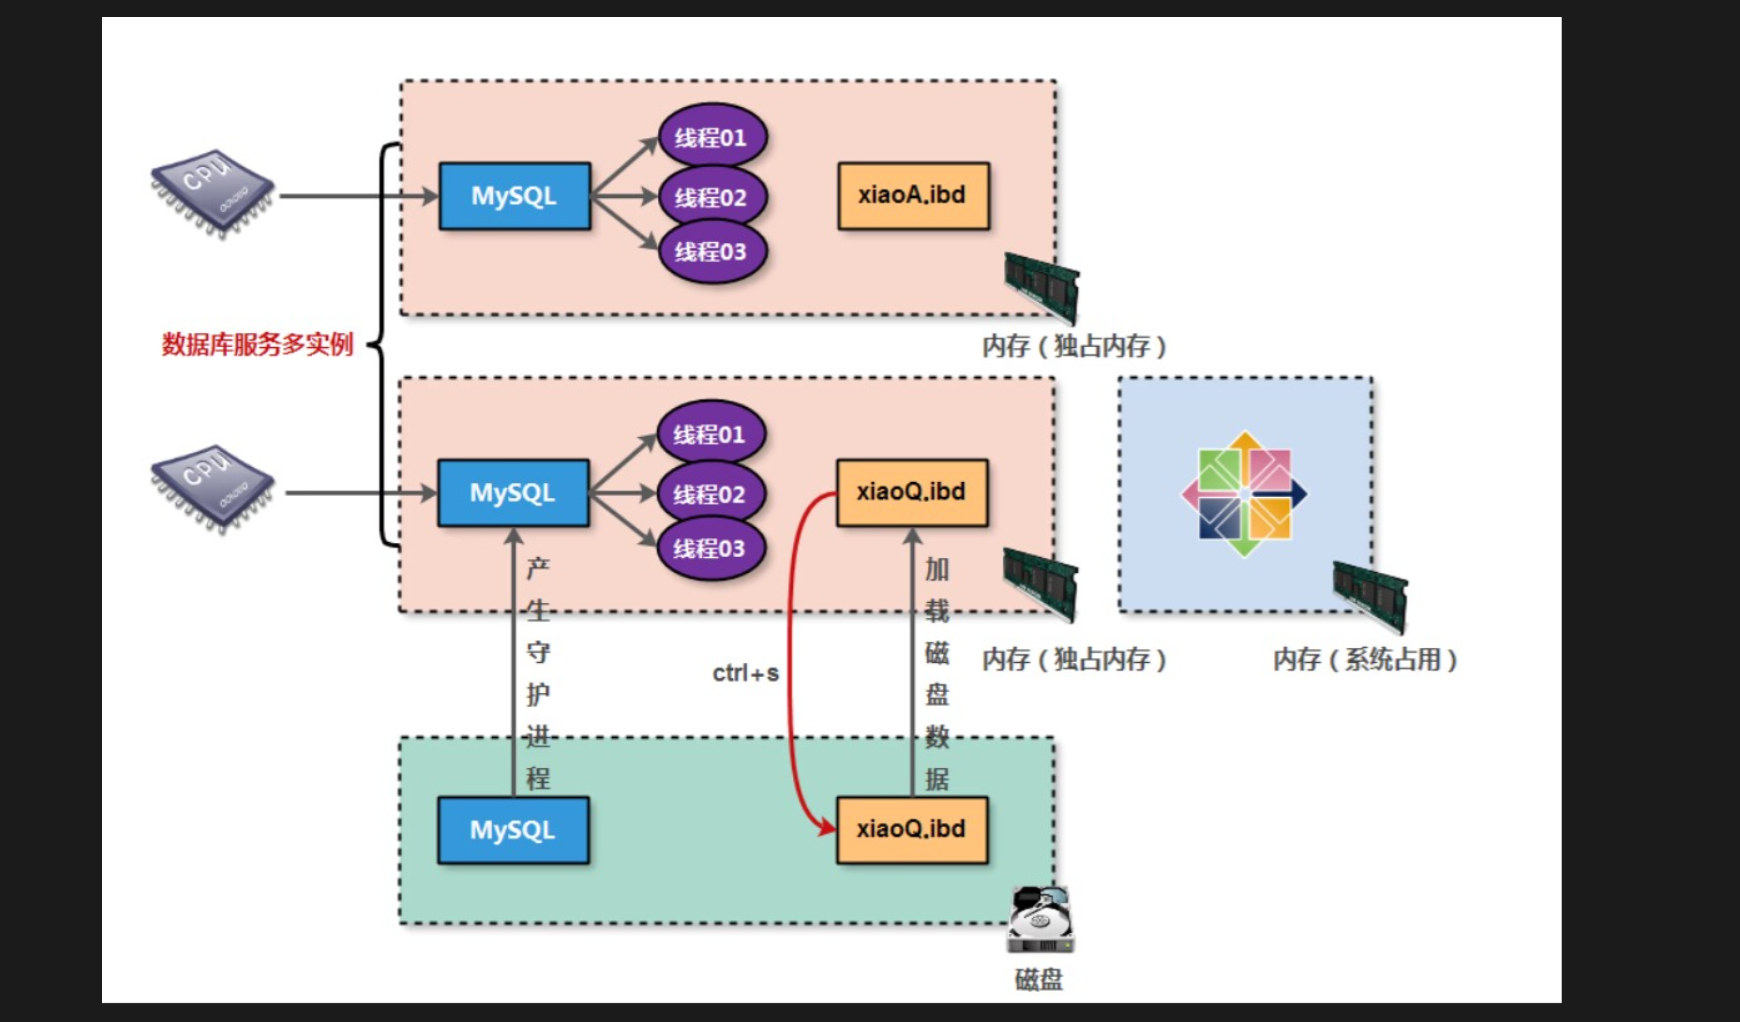 CPU
MySQL
线程01
线程02
线程03
xiaoA.ibd
内存（独占内存）
数据库服务多实例
CPU
MySQL
线程01
线程02
线程03
xiaoQ.ibd
内存（独占内存）
内存（系统占用）
产生守护进程
ctrl+s
加载磁盘数据
MySQL
xiaoQ.ibd
磁盘